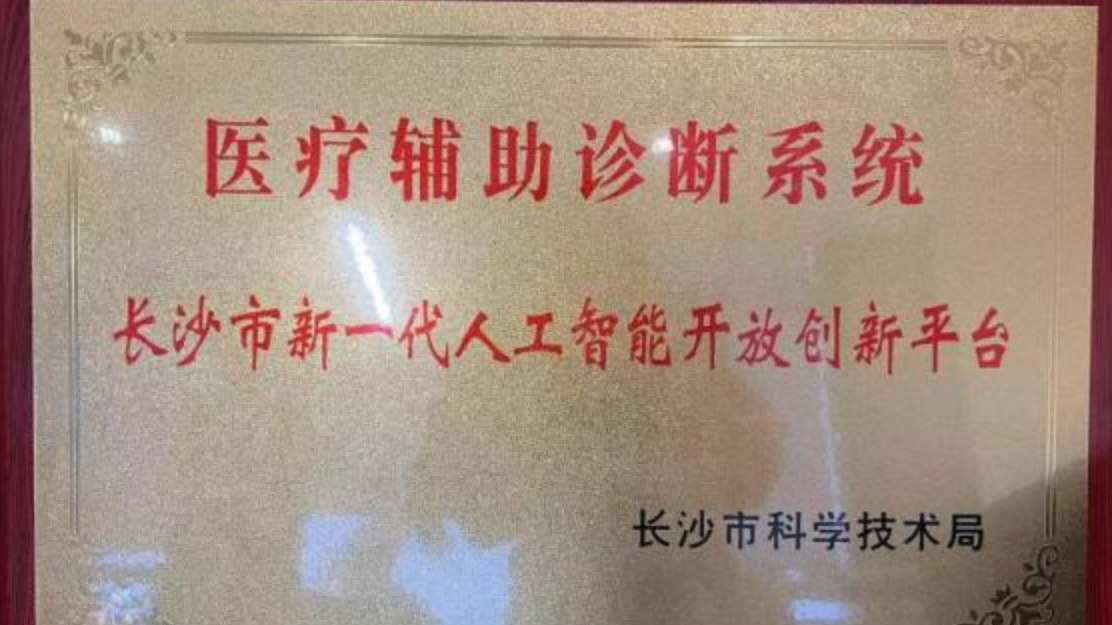 医疗辅助诊断系统
长沙市新一代人工智能开放创新平台
长沙市科学技术局